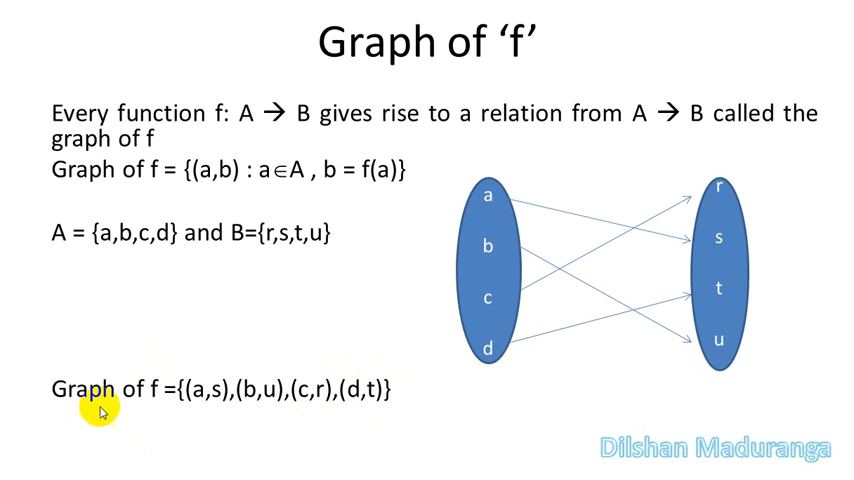 Graph of ‘f’
Every function f: A → B gives rise to a relation from A → B called the
graph of f
Graph of f = {(a,b) : a∈A , b = f(a)}
A = {a,b,c,d} and B={r,s,t,u}
a
b
c
d
r
s
t
u
Graph of f ={(a,s),(b,u),(c,r),(d,t)}
Dilshan Maduranga